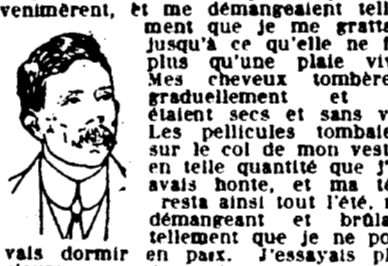 venimèrent, et me démangeaient tell
ment que je me gratta
jusqu'à ce qu'elle ne f
plus qu'une plaie viv
Mes cheveux tombère
graduellement et
étaient secs et sans v
Les pellicules tombaie
sur le col de mon vest
en telle quantité que j'
avais honte, et ma tê
resta ainsi tout l'été,
démangeant et brûla
tellement que je ne po
vais dormir en paix. J'essayais pl